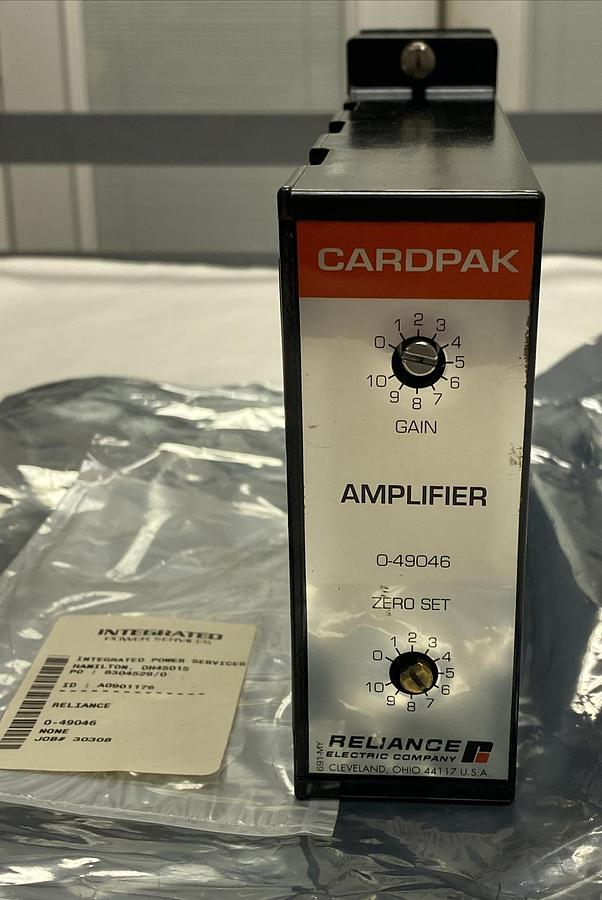 CARDPAK
0 1 2 3 4 5 6 7 8 9 10
GAIN
AMPLIFIER
0-49046
ZERO SET
0 1 2 3 4 5 6 7 8 9 10
691-MY
RELIANCE
ELECTRIC COMPANY
CLEVELAND, OHIO 44117 U.S.A.
INTEGRATED
POWER SERVICES
INTEGRATED POWER SERVICES
HAMILTON, OH45015
PO : 8304529/0
ID : A0901176
RELIANCE
0-49046
NONE
JOB# 30308